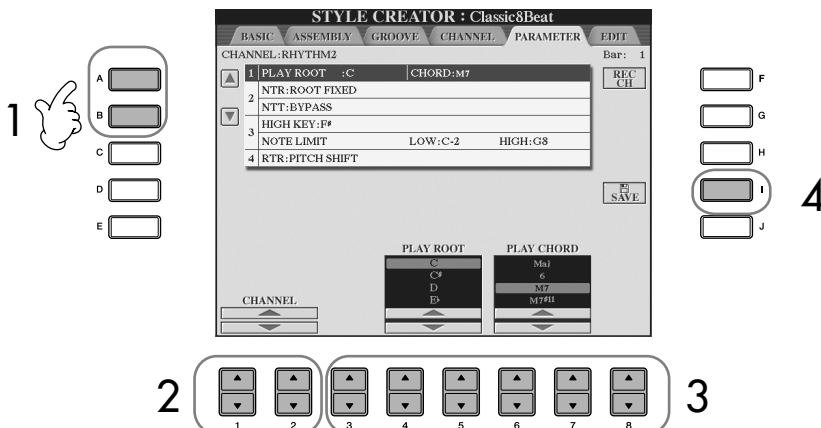 STYLE CREATOR : Classic8Beat
BASIC ASSEMBLY GROOVE CHANNEL PARAMETER EDIT
CHANNEL:RHYTHM2 Bar: 1
1 PLAY ROOT :C CHORD:M7
REC CH
2 NTR:ROOT FIXED
NTT:BYPASS
3 HIGH KEY:F♯
NOTE LIMIT LOW:C-2 HIGH:G8
4 RTR:PITCH SHIFT
SAVE
PLAY ROOT
C
C♯
D
E♭
PLAY CHORD
Maj
6
M7
M7♯11
CHANNEL
A
B
C
D
E
F
G
H
I
J
1
4
2
3
1 2 3 4 5 6 7 8